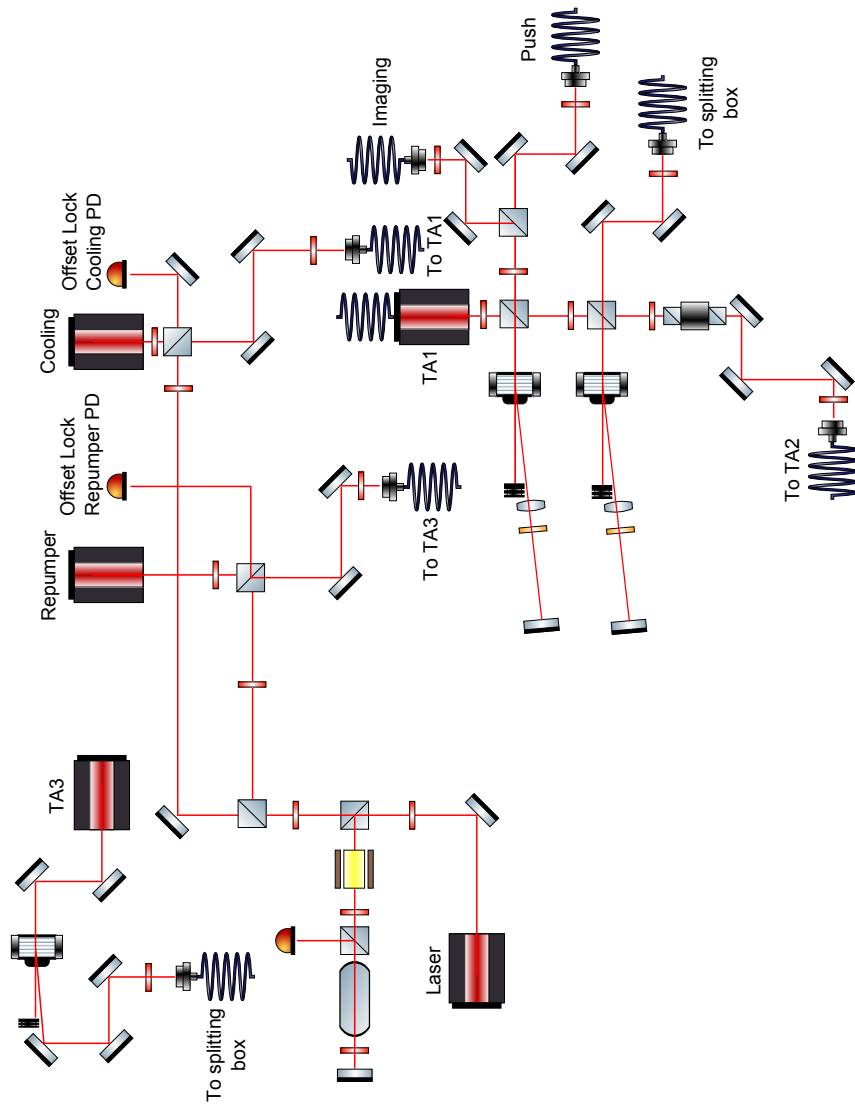 TA3
Repumper
Offset Lock
Repumper PD
Cooling
Offset Lock
Cooling PD
To splitting
box
Laser
To TA3
TA1
To TA1
Imaging
Push
To splitting
box
To TA2